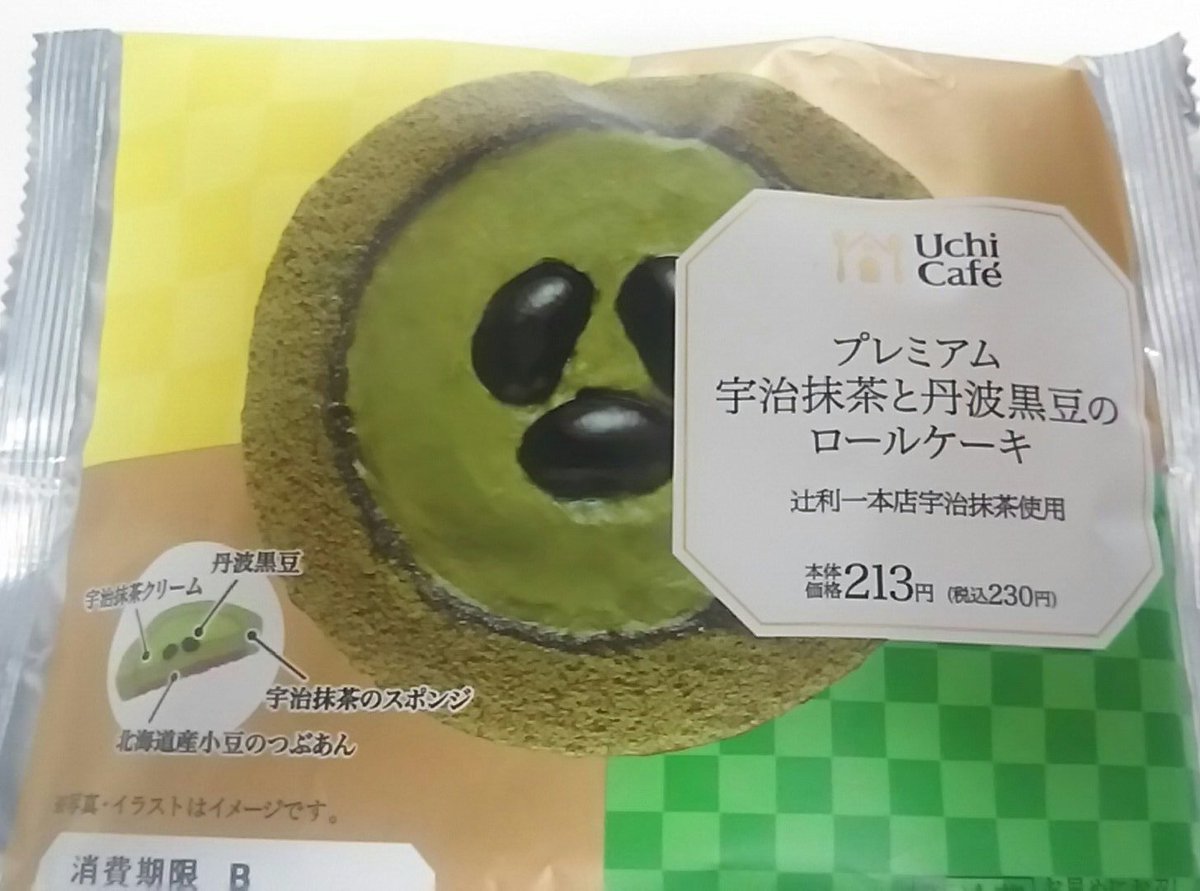 Uchi
Café
プレミアム
宇治抹茶と丹波黒豆の
ロールケーキ
辻利一本店宇治抹茶使用
本体
価格213円 (税込230円)
丹波黒豆
宇治抹茶クリーム
宇治抹茶のスポンジ
北海道産小豆のつぶあん
※写真・イラストはイメージです。
消費期限 B